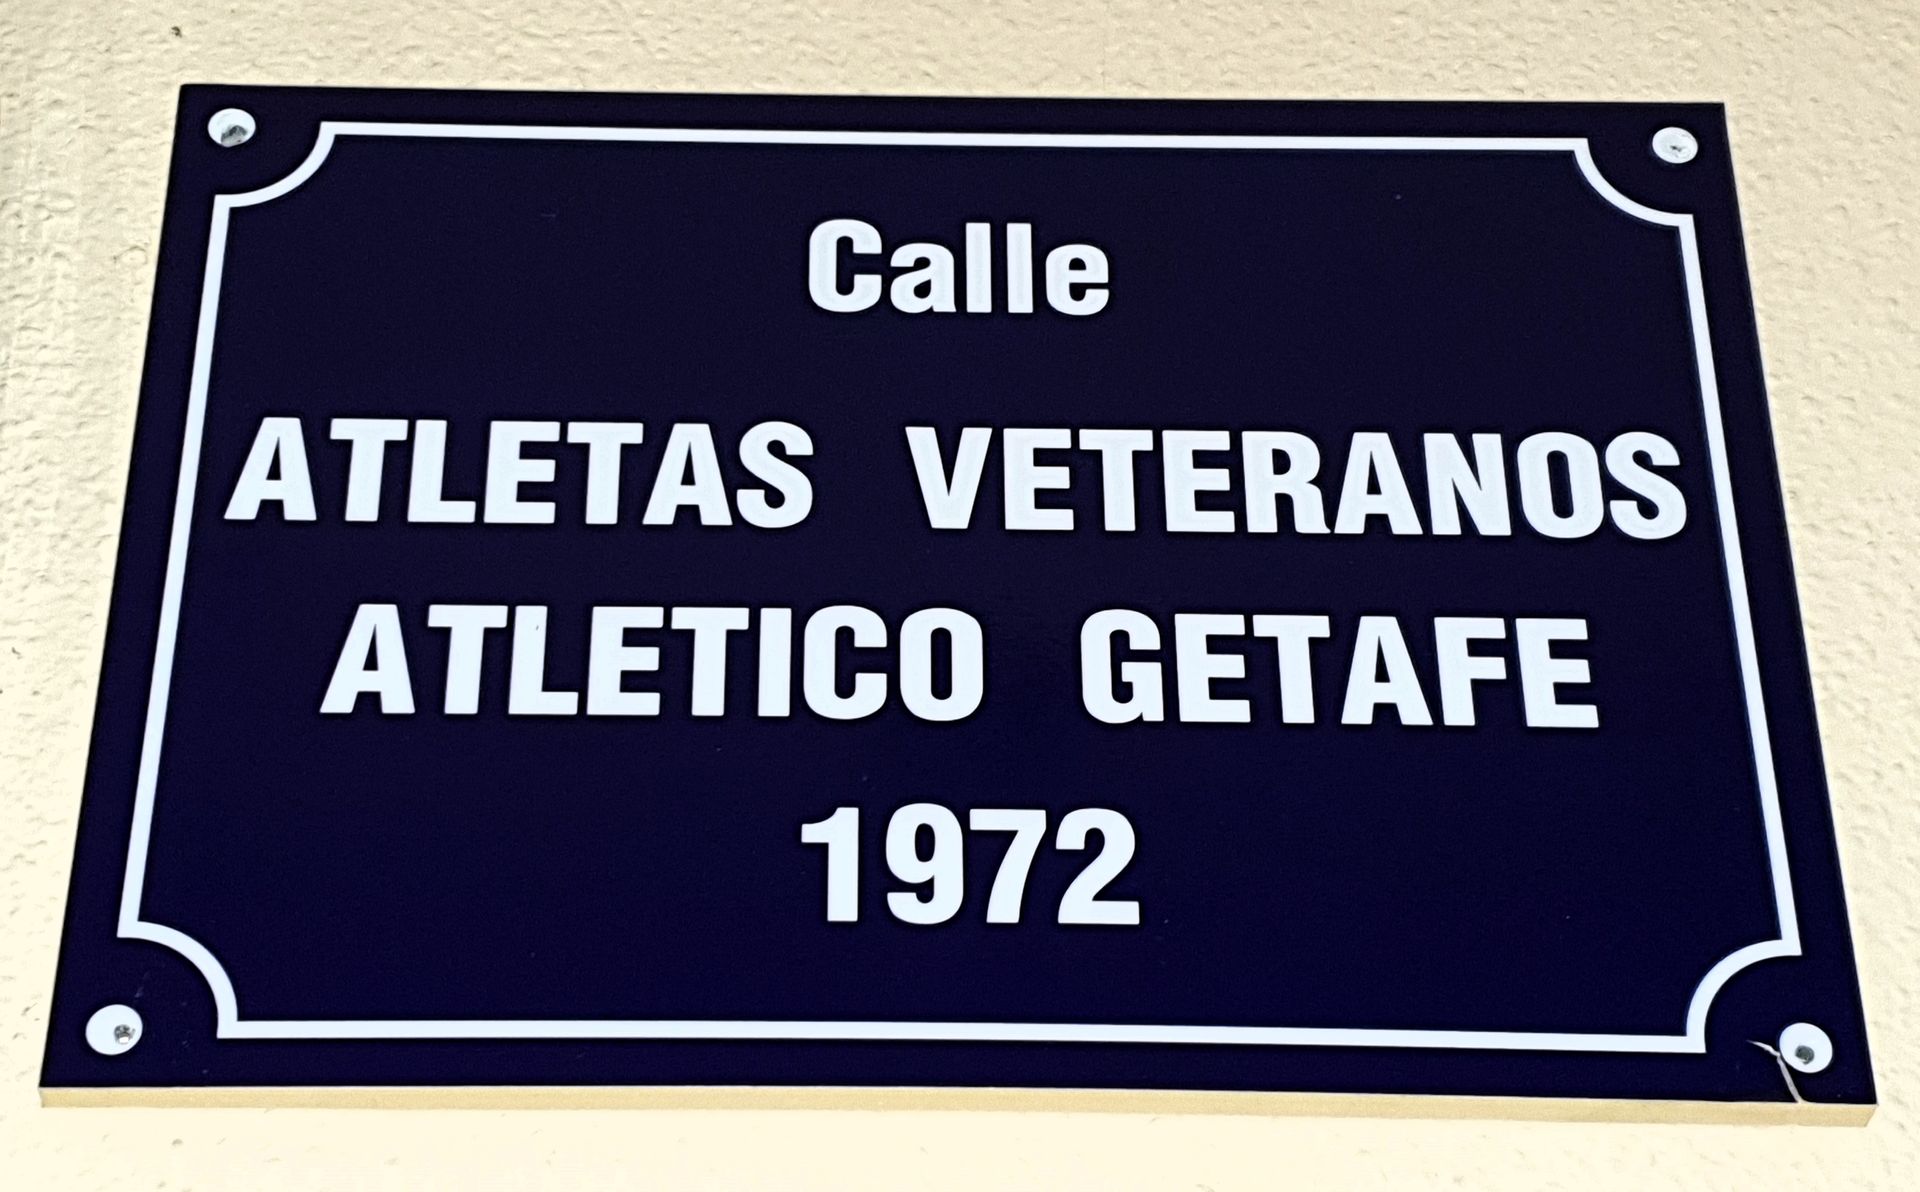 Calle
ATLETAS VETERANOS
ATLETICO GETAFE
1972